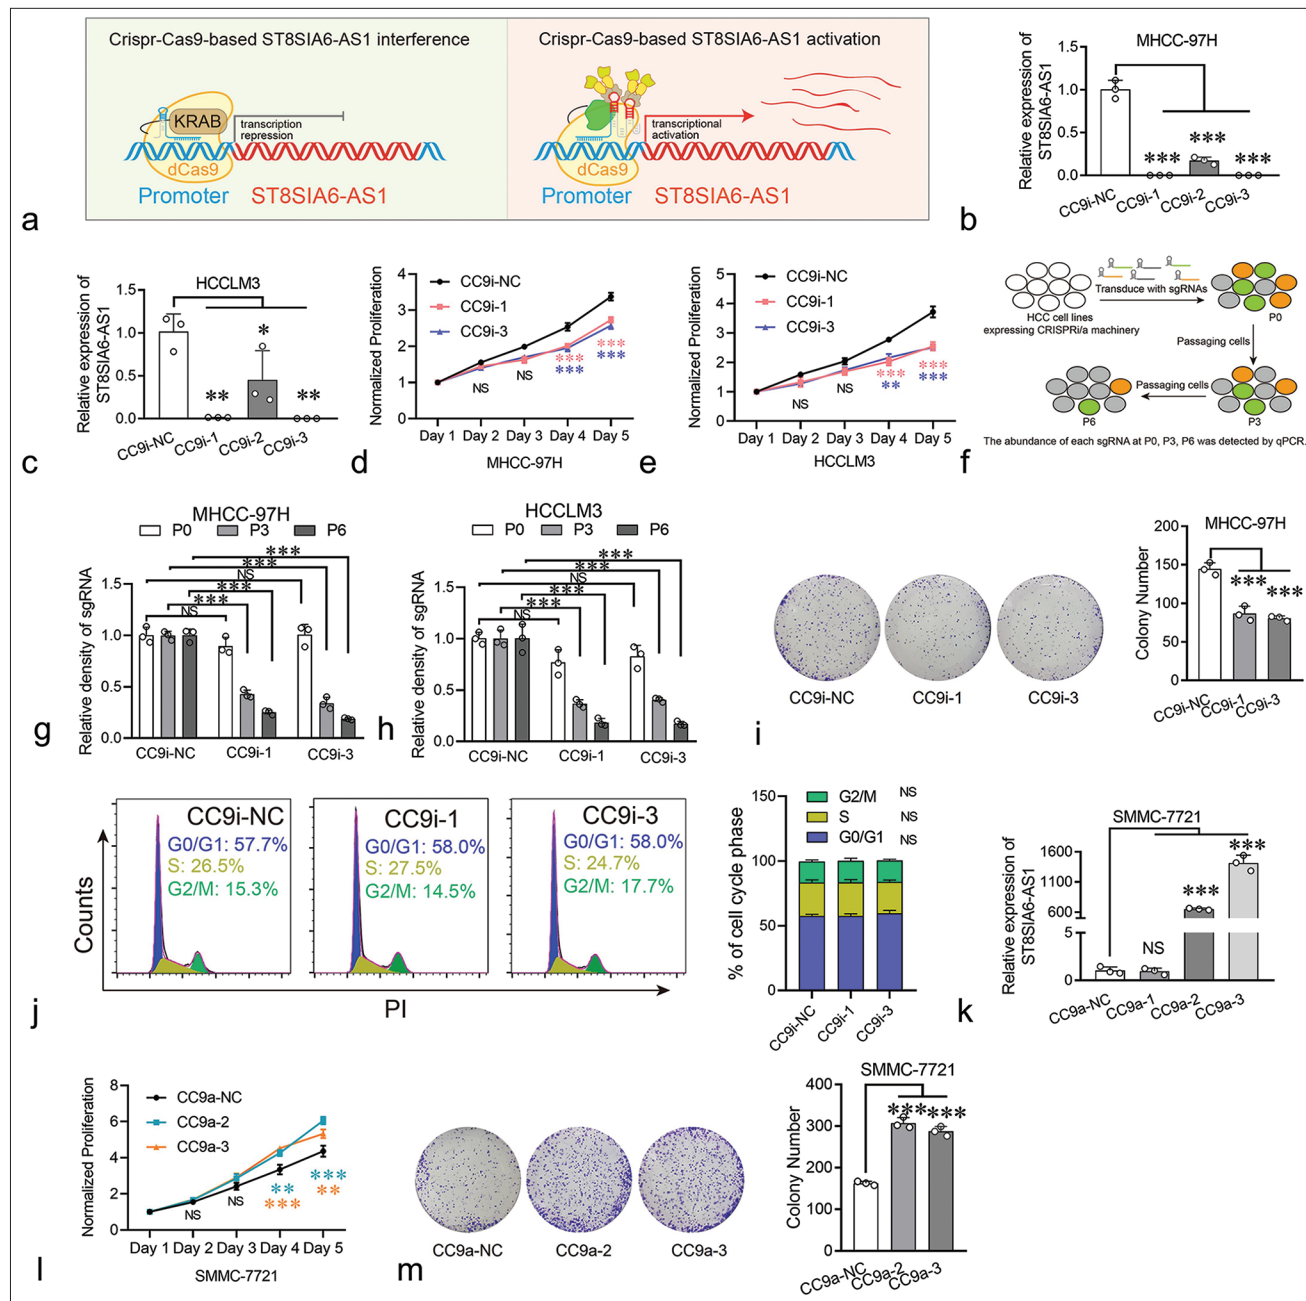 Crispr-Cas9-based ST8SIA6-AS1 interference
KRAB
transcription
repression
dCas9
Promoter
ST8SIA6-AS1
Crispr-Cas9-based ST8SIA6-AS1 activation
transcriptional
activation
dCas9
Promoter
ST8SIA6-AS1
a
MHCC-97H
Relative expression of
ST8SIA6-AS1
1.5
1.0
0.5
0.0
***
***
***
CC9i-NC
CC9i-1
CC9i-2
CC9i-3
b
HCCLM3
Relative expression of
ST8SIA6-AS1
1.5
1.0
0.5
0.0
**
*
**
CC9i-NC
CC9i-1
CC9i-2
CC9i-3
c
Normalized Proliferation
4
3
2
1
0
CC9i-NC
CC9i-1
CC9i-3
NS
NS
***
***
***
***
Day 1 Day 2 Day 3 Day 4 Day 5
MHCC-97H
d
Normalized Proliferation
5
4
3
2
1
0
CC9i-NC
CC9i-1
CC9i-3
NS
NS
***
**
***
***
Day 1 Day 2 Day 3 Day 4 Day 5
HCCLM3
e
Transduce with sgRNAs
HCC cell lines
expressing CRISPRi/a machinery
P0
Passaging cells
Passaging cells
P6
P3
The abundance of each sgRNA at P0, P3, P6 was detected by qPCR.
f
MHCC-97H
P0 P3 P6
Relative density of sgRNA
1.5
1.0
0.5
0.0
***
***
NS
***
***
NS
CC9i-NC CC9i-1 CC9i-3
g
HCCLM3
P0 P3 P6
Relative density of sgRNA
1.5
1.0
0.5
0.0
***
***
NS
***
***
NS
CC9i-NC CC9i-1 CC9i-3
h
CC9i-NC CC9i-1 CC9i-3
MHCC-97H
Colony Number
200
150
100
50
0
***
***
CC9i-NC
CC9i-1
CC9i-3
i
Counts
CC9i-NC
G0/G1: 57.7%
S: 26.5%
G2/M: 15.3%
CC9i-1
G0/G1: 58.0%
S: 27.5%
G2/M: 14.5%
CC9i-3
G0/G1: 58.0%
S: 24.7%
G2/M: 17.7%
PI
% of cell cycle phase
150
100
50
0
G2/M NS
S NS
G0/G1 NS
CC9i-NC
CC9i-1
CC9i-3
j
SMMC-7721
Relative expression of
ST8SIA6-AS1
1600
1100
600
5
0
NS
***
***
CC9a-NC
CC9a-1
CC9a-2
CC9a-3
k
Normalized Proliferation
8
6
4
2
0
CC9a-NC
CC9a-2
CC9a-3
NS
NS
**
***
***
**
Day 1 Day 2 Day 3 Day 4 Day 5
SMMC-7721
l
CC9a-NC CC9a-2 CC9a-3
SMMC-7721
Colony Number
400
300
200
100
0
***
***
CC9a-NC
CC9a-2
CC9a-3
m